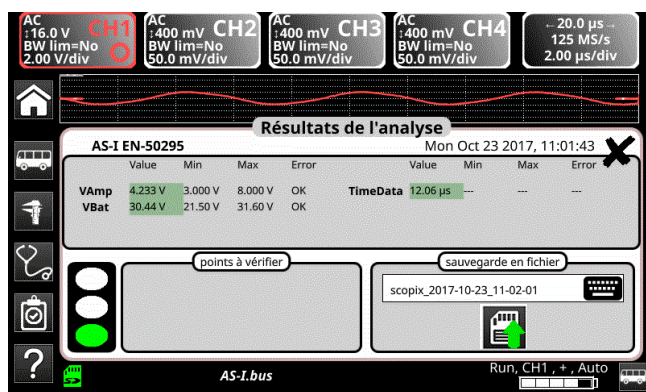 AC
↕16.0 V CH1
BW lim=No
2.00 V/div
AC
↕400 mV CH2
BW lim=No
50.0 mV/div
AC
↕400 mV CH3
BW lim=No
50.0 mV/div
AC
↕400 mV CH4
BW lim=No
50.0 mV/div
←20.0 µs→
125 MS/s
2.00 µs/div
Résultats de l'analyse
AS-I EN-50295 Mon Oct 23 2017, 11:01:43
Value Min Max Error Value Min Max Error
VAmp 4.233 V 3.000 V 8.000 V OK TimeData 12.06 µs --- --- ---
VBat 30.44 V 21.50 V 31.60 V OK
points à vérifier
sauvegarde en fichier
scopix_2017-10-23_11-02-01
?
AS-I.bus
Run, CH1 , + , Auto